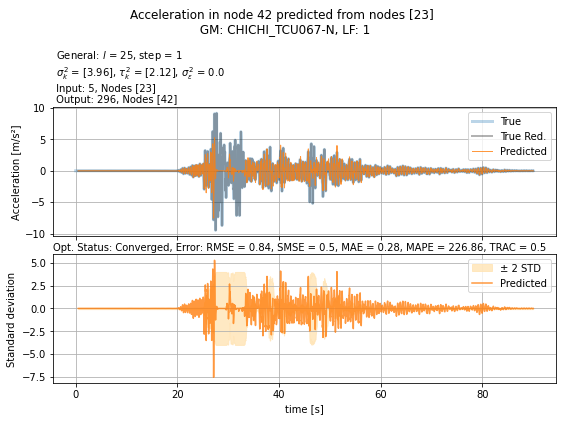 Acceleration in node 42 predicted from nodes [23]
GM: CHICHI_TCU067-N, LF: 1
General: l = 25, step = 1
σ²ₖ = [3.96], τ²ₖ = [2.12], σ²ε = 0.0
Input: 5, Nodes [23]
Output: 296, Nodes [42]
Acceleration [m/s²]
10
5
0
−5
−10
True
True Red.
Predicted
Opt. Status: Converged, Error: RMSE = 0.84, SMSE = 0.5, MAE = 0.28, MAPE = 226.86, TRAC = 0.5
Standard deviation
5.0
2.5
0.0
−2.5
−5.0
−7.5
± 2 STD
Predicted
0 20 40 60 80
time [s]